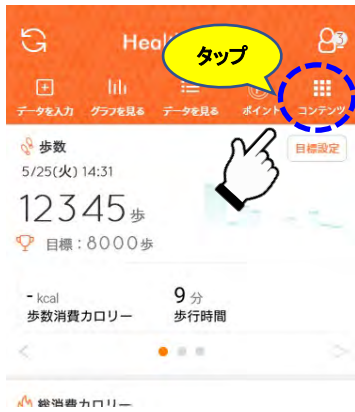 タップ
3
データを入力 グラフを見る データを見る ポイント コンテンツ
歩数
目標設定
5/25(火) 14:31
12345歩
目標：8000歩
- kcal
9 分
歩数消費カロリー 歩行時間
総消費カロリー